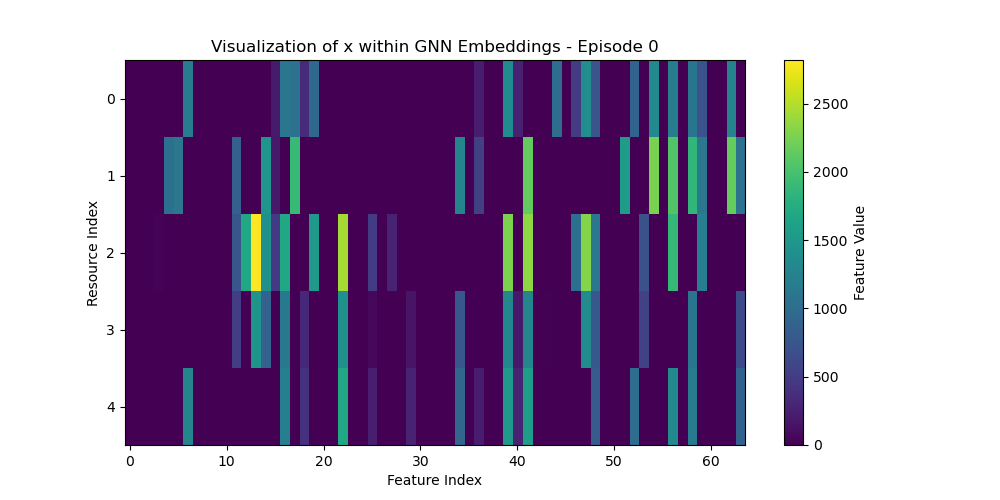 Visualization of x within GNN Embeddings - Episode 0
Resource Index
0
1
2
3
4
0 10 20 30 40 50 60
Feature Index
2500
2000
1500
1000
500
0
Feature Value